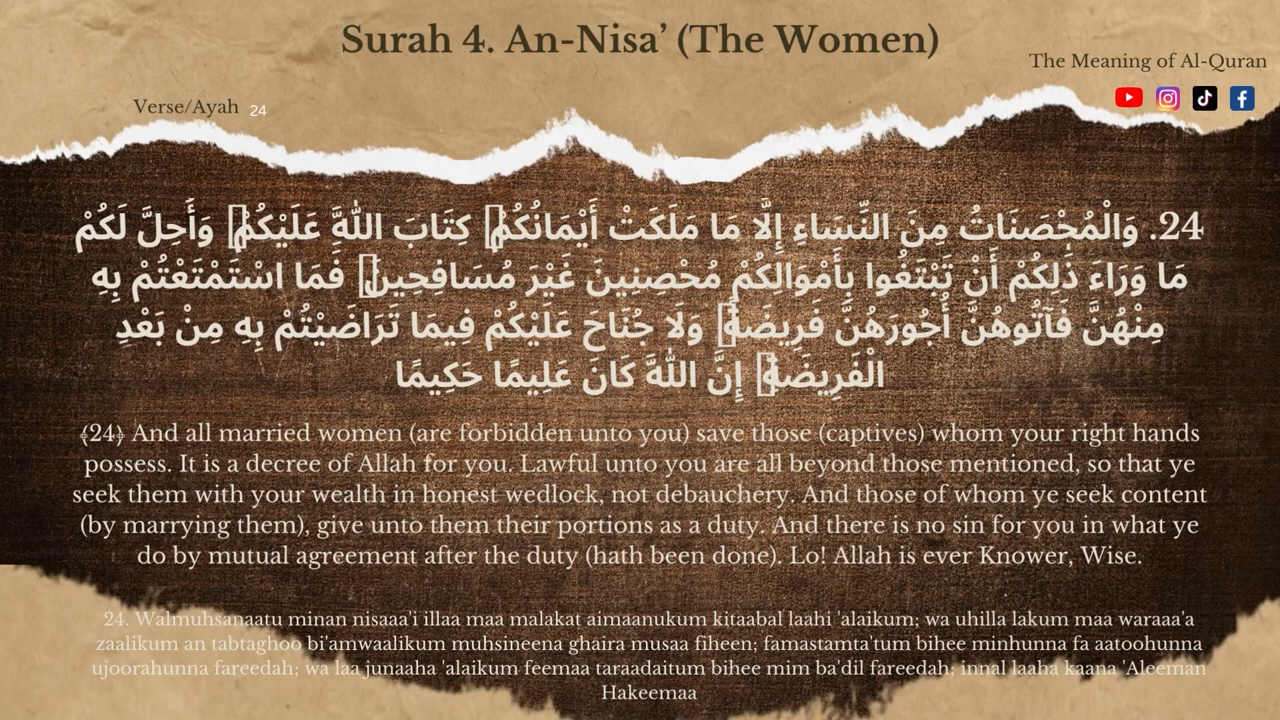 Surah 4. An-Nisa’ (The Women)
The Meaning of Al-Quran
Verse/Ayah 24
24. وَالْمُحْصَنَاتُ مِنَ النِّسَاءِ إِلَّا مَا مَلَكَتْ أَيْمَانُكُمْ كِتَابَ اللَّهِ عَلَيْكُمْ وَأُحِلَّ لَكُمْ
مَا وَرَاءَ ذَٰلِكُمْ أَنْ تَبْتَغُوا بِأَمْوَالِكُمْ مُحْصِنِينَ غَيْرَ مُسَافِحِينَ فَمَا اسْتَمْتَعْتُمْ بِهِ
مِنْهُنَّ فَآتُوهُنَّ أُجُورَهُنَّ فَرِيضَةً وَلَا جُنَاحَ عَلَيْكُمْ فِيمَا تَرَاضَيْتُمْ بِهِ مِنْ بَعْدِ
الْفَرِيضَةِ إِنَّ اللَّهَ كَانَ عَلِيمًا حَكِيمًا
﴾24﴿ And all married women (are forbidden unto you) save those (captives) whom your right hands
possess. It is a decree of Allah for you. Lawful unto you are all beyond those mentioned, so that ye
seek them with your wealth in honest wedlock, not debauchery. And those of whom ye seek content
(by marrying them), give unto them their portions as a duty. And there is no sin for you in what ye
do by mutual agreement after the duty (hath been done). Lo! Allah is ever Knower, Wise.
24. Walmuhsanaatu minan nisaaa'i illaa maa malakat aimaanukum kitaabal laahi 'alaikum; wa uhilla lakum maa waraaa'a
zaalikum an tabtaghoo bi'amwaalikum muhsineena ghaira musaa fiheen; famastamta'tum bihee minhunna fa aatoohunna
ujoorahunna fareedah; wa laa junaaha 'alaikum feemaa taraadaitum bihee mim ba'dil fareedah; innal laaha kaana 'Aleeman
Hakeemaa